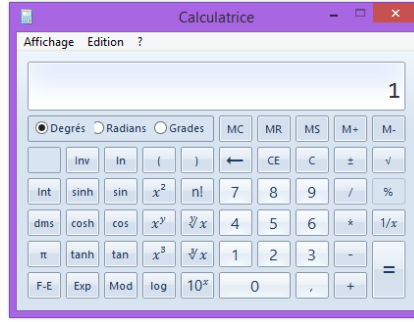 Calculatrice
Affichage Edition ?
1
Degrés Radians Grades MC MR MS M+ M-
Inv ln ( ) ← CE C ± √
Int sinh sin x² n! 7 8 9 / %
dms cosh cos xʸ ʸ√x 4 5 6 * 1/x
π tanh tan x³ ³√x 1 2 3 - =
F-E Exp Mod log 10ˣ 0 , +